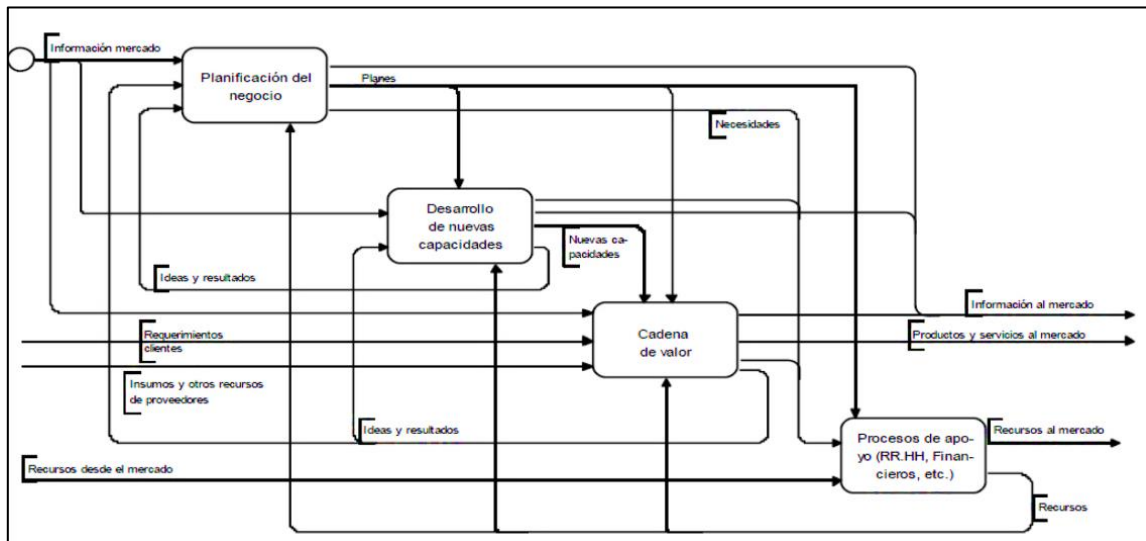 Información mercado
Planificación del
negocio
Planes
Necesidades
Desarrollo
de nuevas
capacidades
Nuevas ca-
pacidades
Ideas y resultados
Información al mercado
Requerimientos
clientes
Cadena
de valor
Productos y servicios al mercado
Insumos y otros recursos
de proveedores
Ideas y resultados
Procesos de apo-
yo (RR.HH, Finan-
cieros, etc.)
Recursos al mercado
Recursos desde el mercado
Recursos